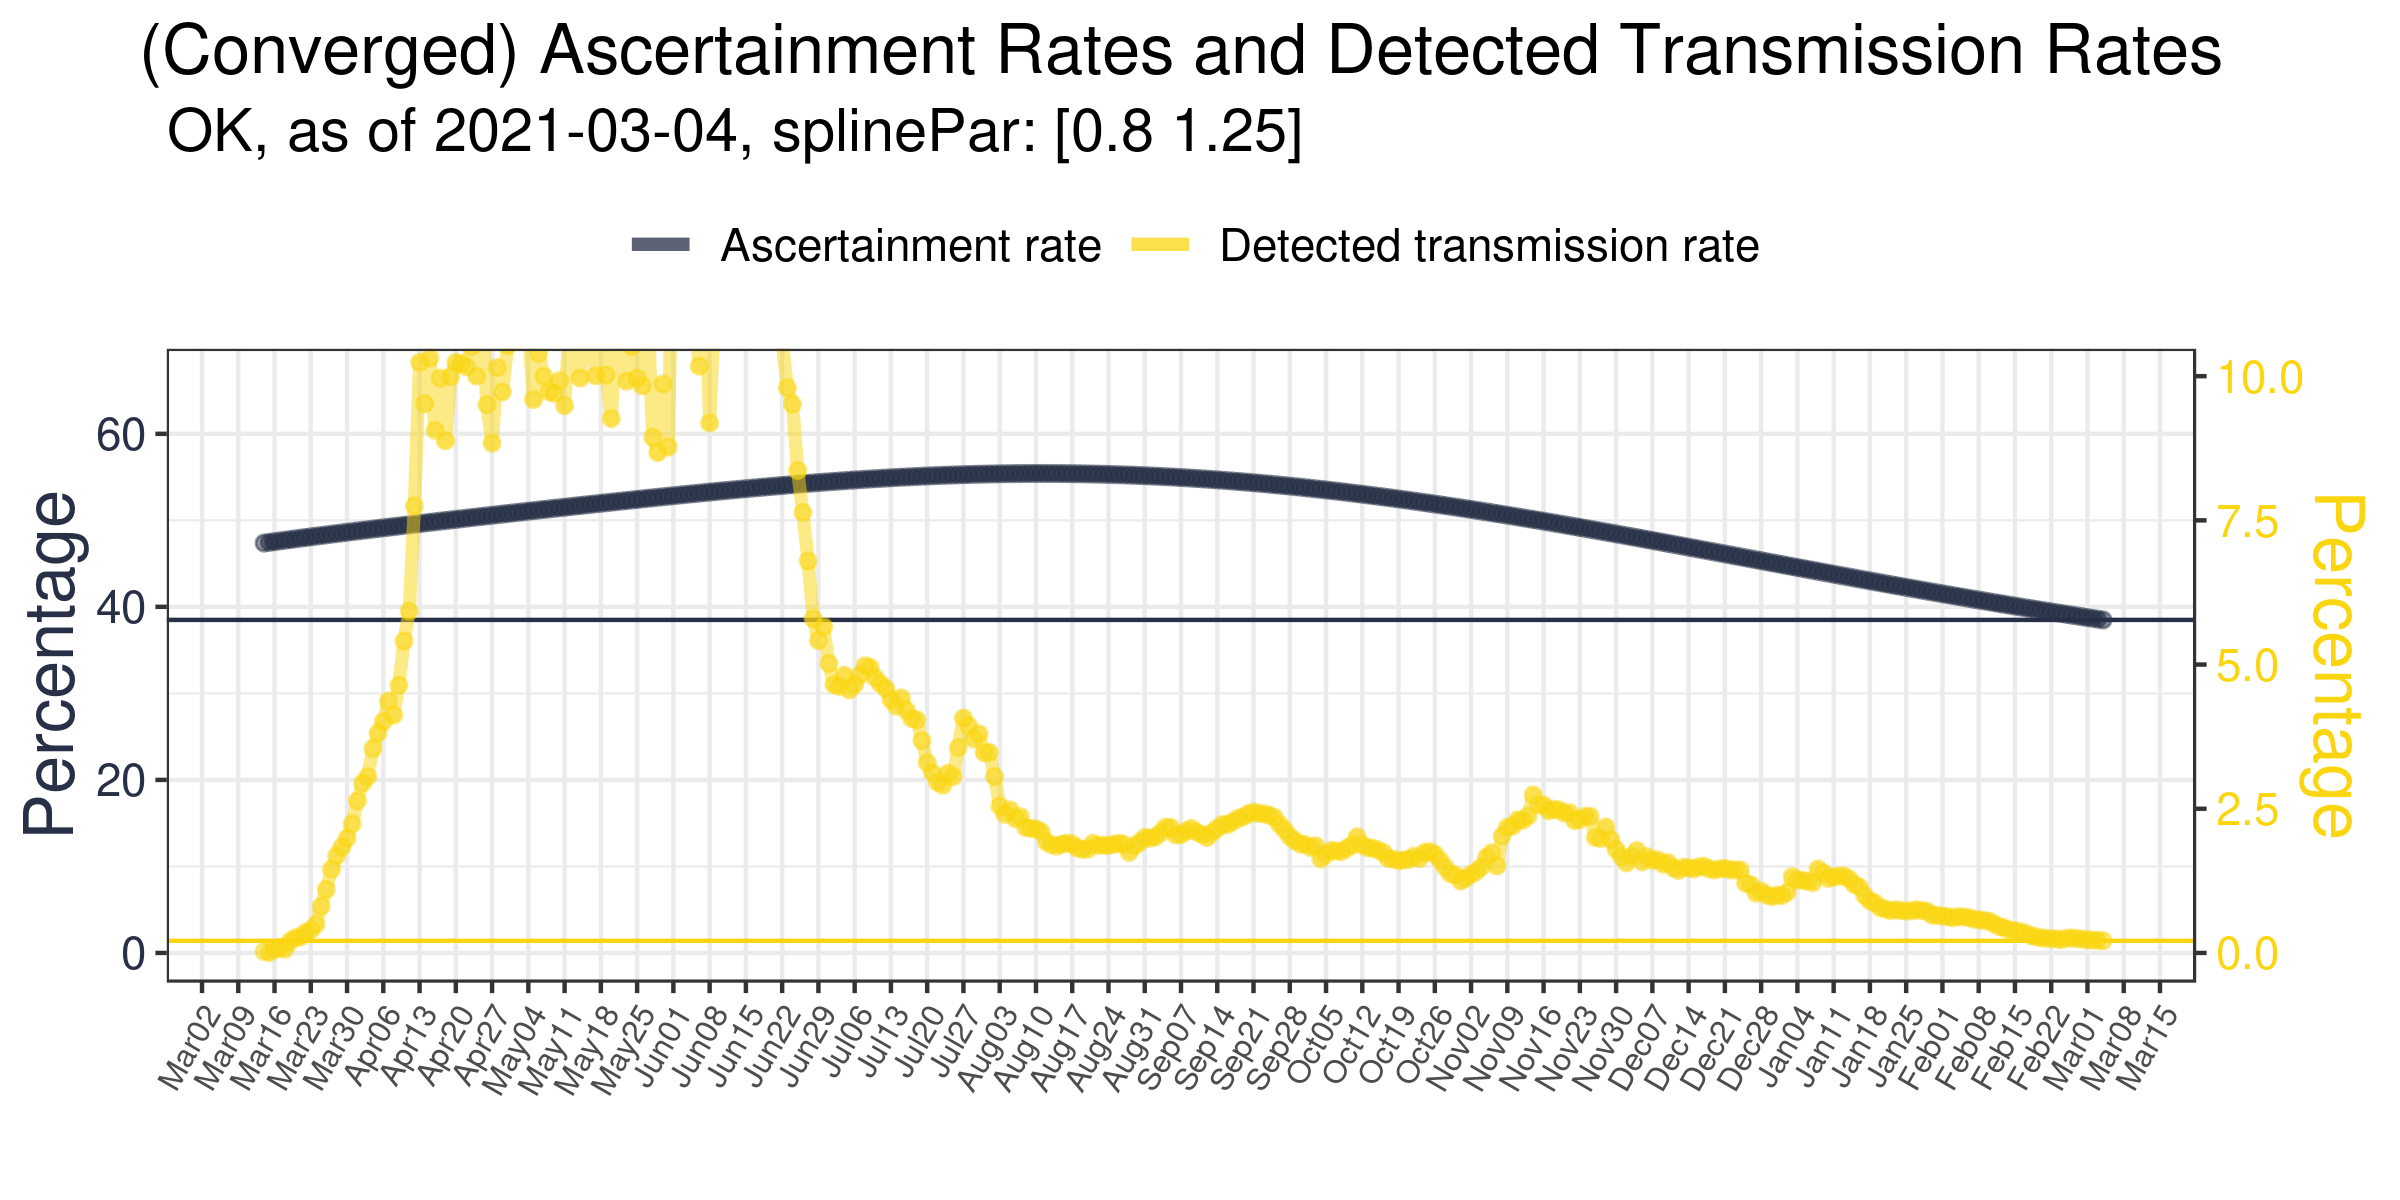 (Converged) Ascertainment Rates and Detected Transmission Rates
OK, as of 2021-03-04, splinePar: [0.8 1.25]
Ascertainment rate Detected transmission rate
Percentage
60
40
20
0
10.0
7.5
5.0
2.5
0.0
Percentage
Mar02
Mar09
Mar16
Mar23
Mar30
Apr06
Apr13
Apr20
Apr27
May04
May11
May18
May25
Jun01
Jun08
Jun15
Jun22
Jun29
Jul06
Jul13
Jul20
Jul27
Aug03
Aug10
Aug17
Aug24
Aug31
Sep07
Sep14
Sep21
Sep28
Oct05
Oct12
Oct19
Oct26
Nov02
Nov09
Nov16
Nov23
Nov30
Dec07
Dec14
Dec21
Dec28
Jan04
Jan11
Jan18
Jan25
Feb01
Feb08
Feb15
Feb22
Mar01
Mar08
Mar15